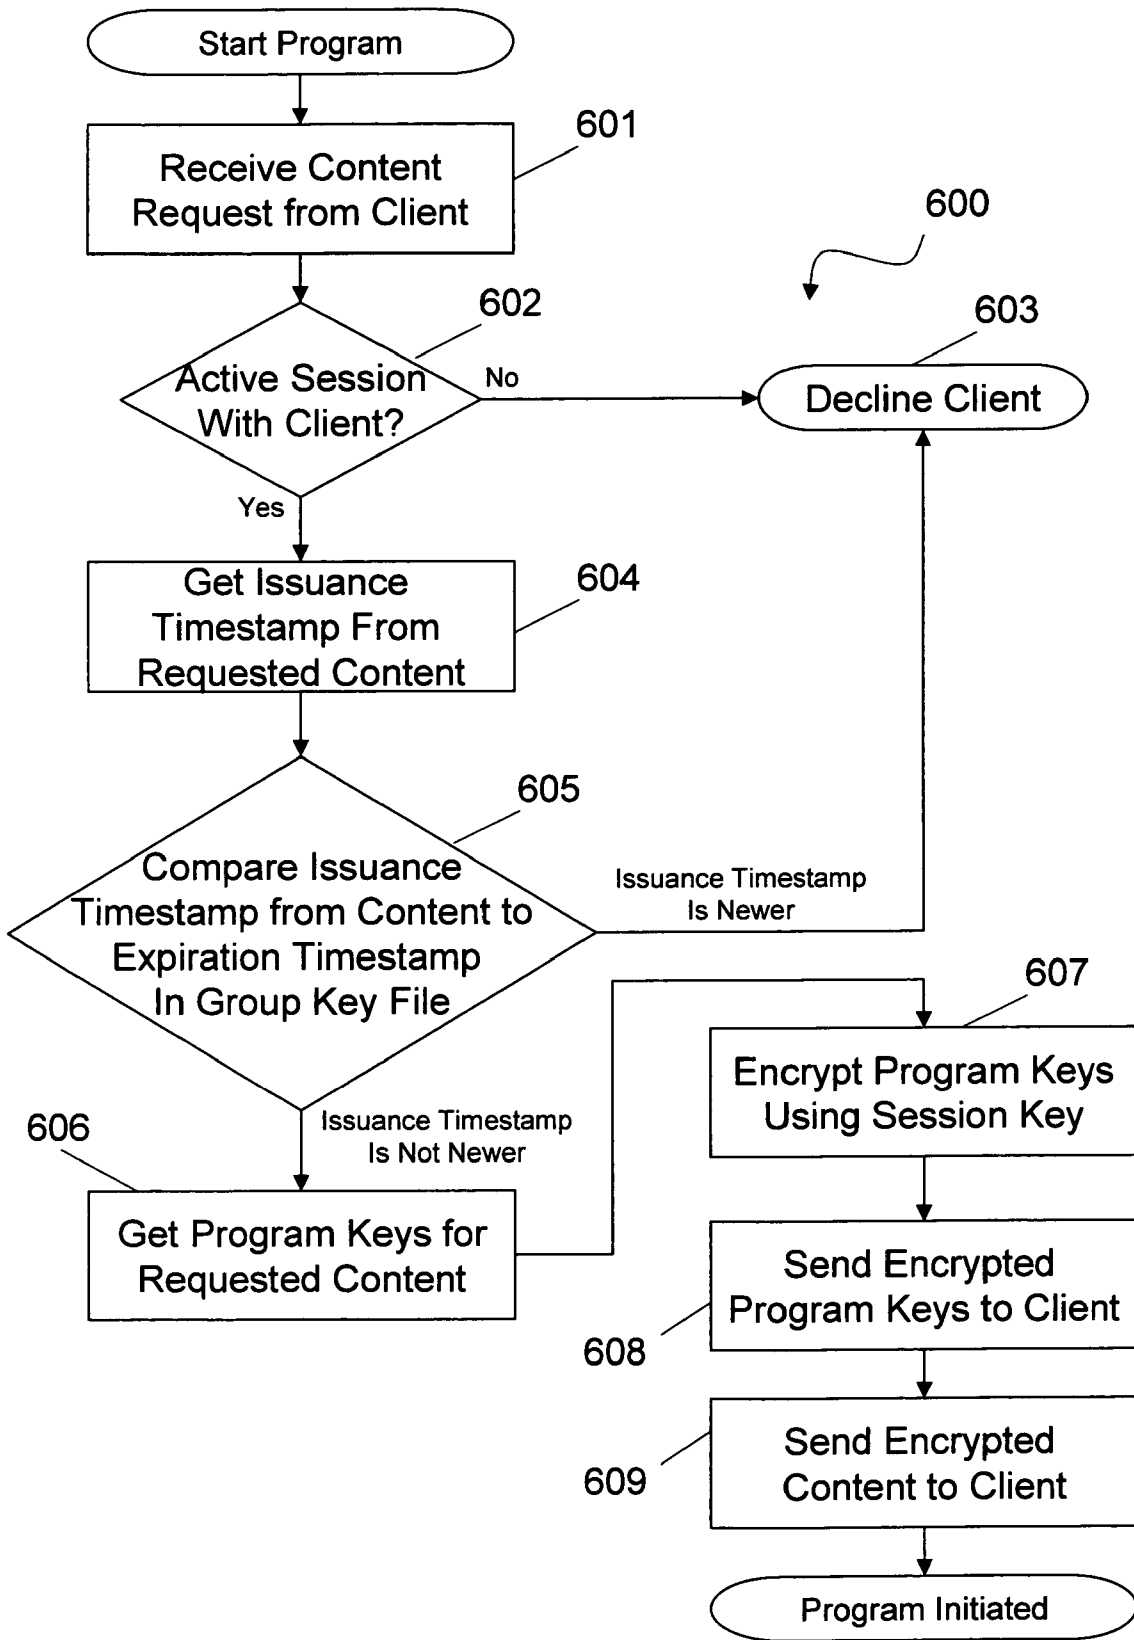 Start Program
601
Receive Content
Request from Client
600
602
Active Session
With Client?
No
603
Decline Client
Yes
Get Issuance
Timestamp From
Requested Content
604
605
Compare Issuance
Timestamp from Content to
Expiration Timestamp
In Group Key File
Issuance Timestamp
Is Newer
Issuance Timestamp
Is Not Newer
606
Get Program Keys for
Requested Content
607
Encrypt Program Keys
Using Session Key
Send Encrypted
Program Keys to Client
608
Send Encrypted
Content to Client
609
Program Initiated